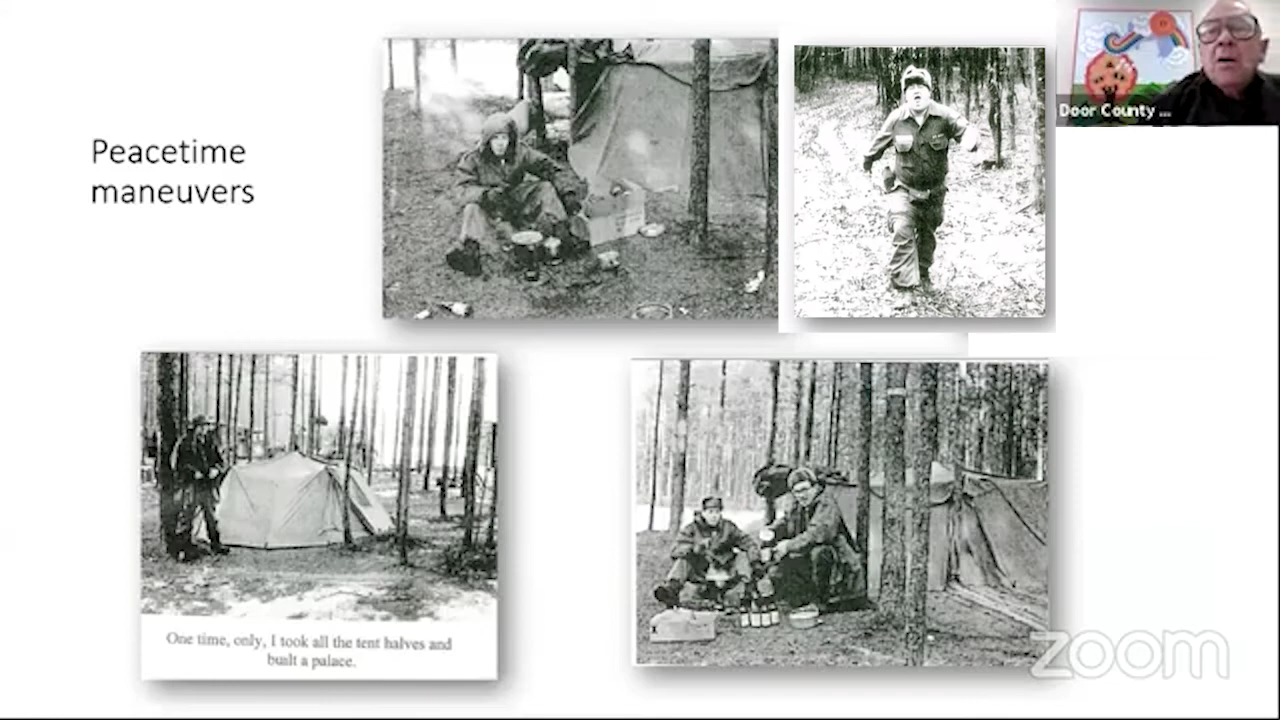 Peacetime
maneuvers
Door County ...
One time, only, I took all the tent halves and
built a palace.
zoom